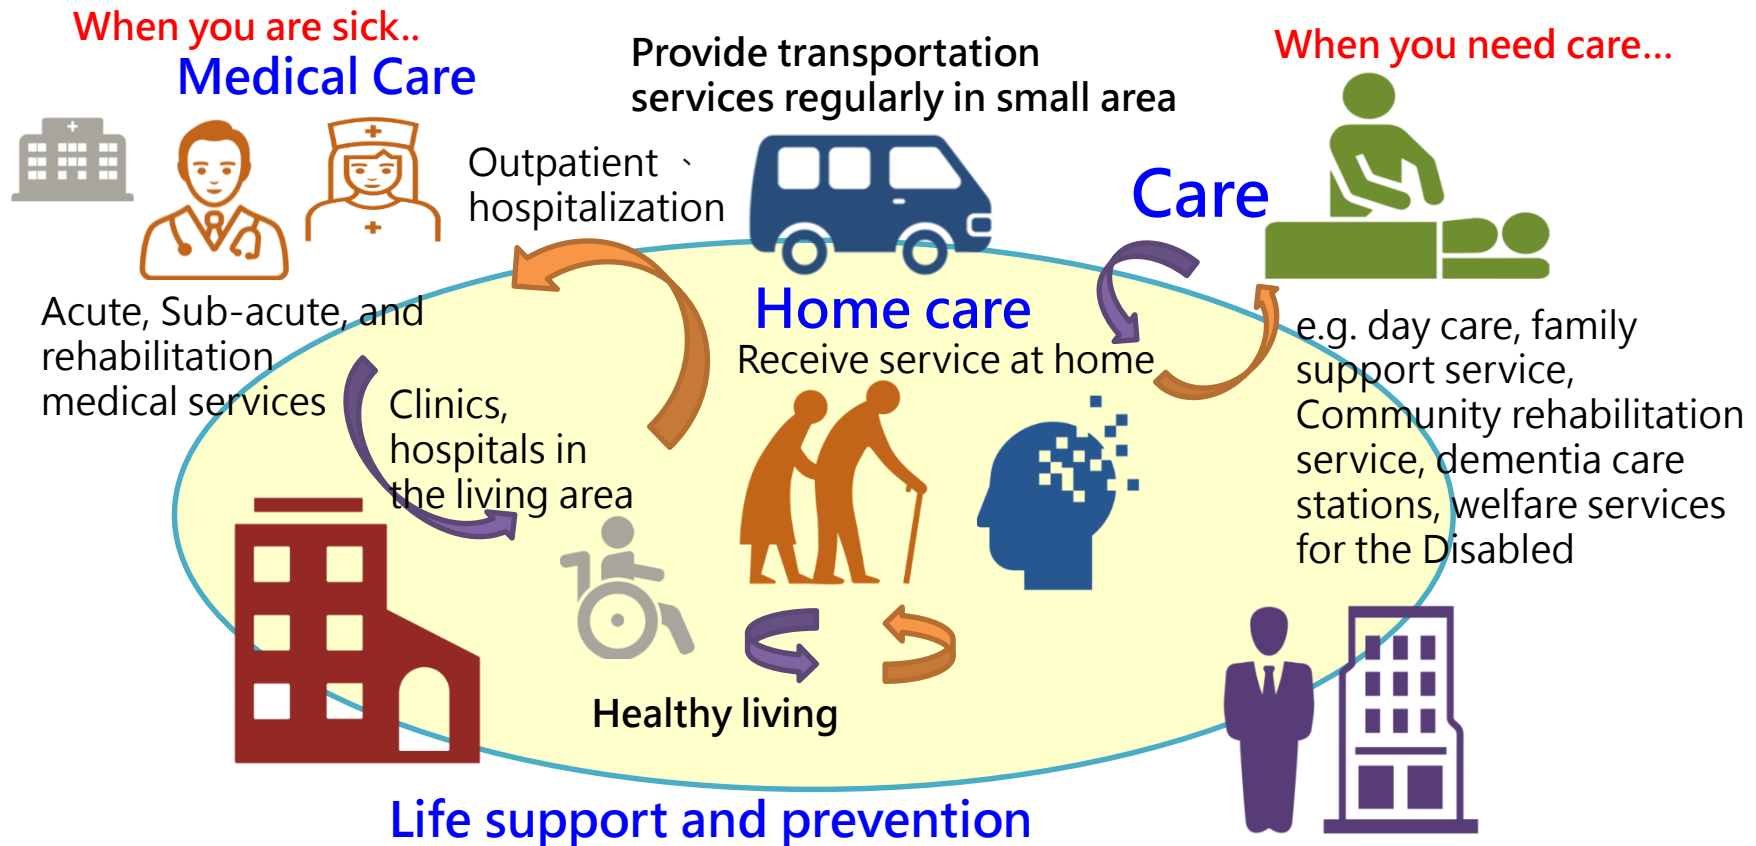 When you are sick..
Medical Care
Provide transportation
services regularly in small area
When you need care...
Outpatient 、
hospitalization
Care
Acute, Sub-acute, and
rehabilitation
medical services
Home care
Receive service at home
Clinics,
hospitals in
the living area
e.g. day care, family
support service,
Community rehabilitation
service, dementia care
stations, welfare services
for the Disabled
Healthy living
Life support and prevention